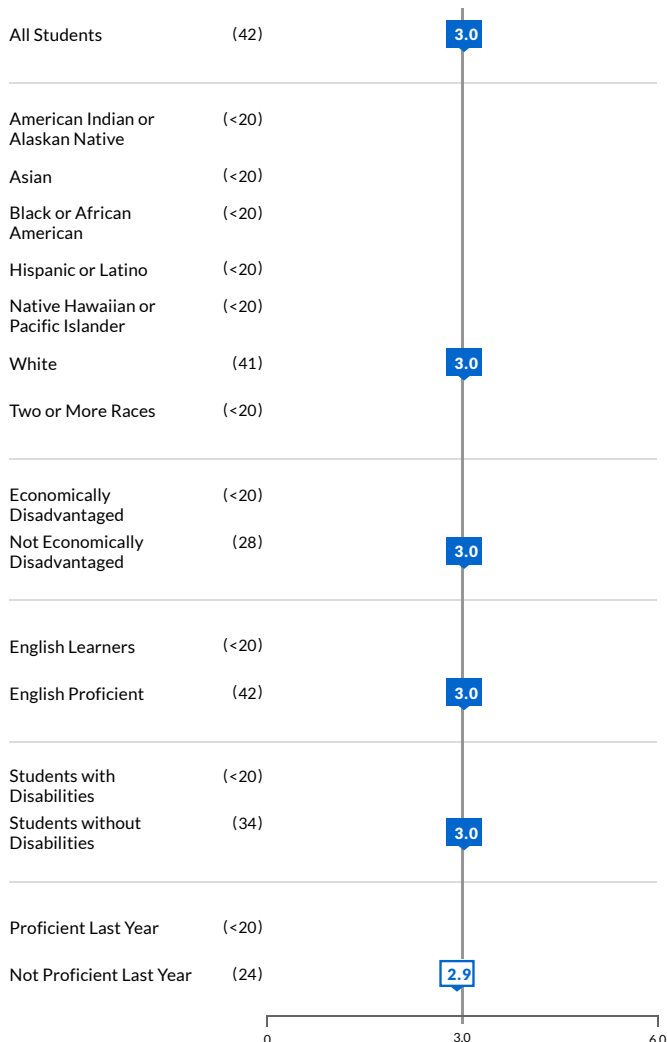 All Students (42) 3.0
American Indian or (<20)
Alaskan Native
Asian (<20)
Black or African (<20)
American
Hispanic or Latino (<20)
Native Hawaiian or (<20)
Pacific Islander
White (41) 3.0
Two or More Races (<20)
Economically (<20)
Disadvantaged
Not Economically (28) 3.0
Disadvantaged
English Learners (<20)
English Proficient (42) 3.0
Students with (<20)
Disabilities
Students without (34) 3.0
Disabilities
Proficient Last Year (<20)
Not Proficient Last Year (24) 2.9
0 3.0 6.0